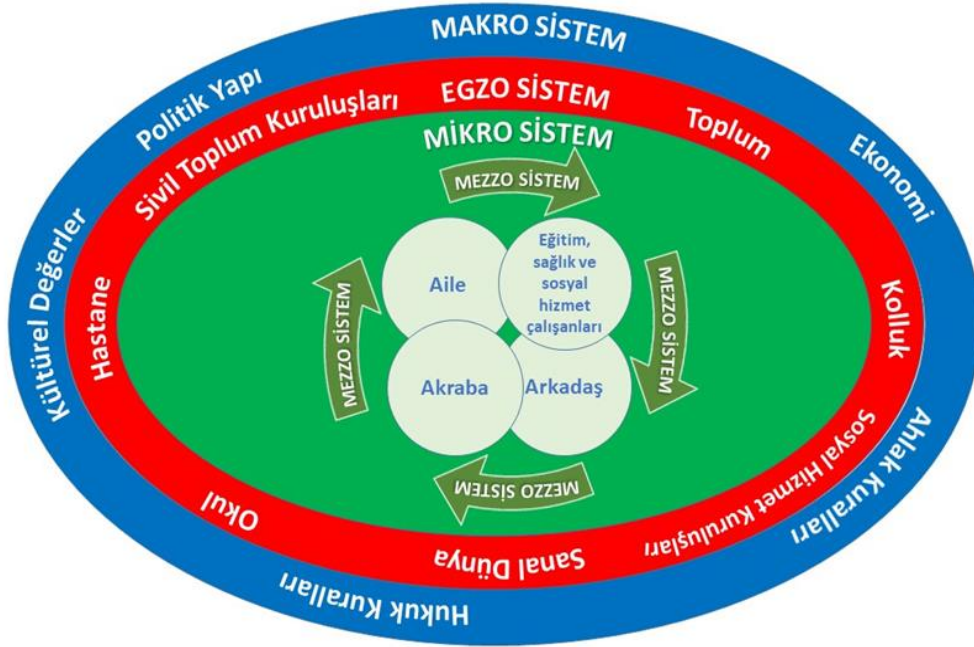 MAKRO SİSTEM
Politik Yapı
Ekonomi
Kültürel Değerler
Ahlak Kuralları
Hukuk Kuralları
EGZO SİSTEM
Sivil Toplum Kuruluşları
Toplum
Hastane
Kolluk
Okul
Sanal Dünya
Sosyal Hizmet Kuruluşları
MİKRO SİSTEM
MEZZO SİSTEM
MEZZO SİSTEM
MEZZO SİSTEM
MEZZO SİSTEM
Aile
Eğitim,
sağlık ve
sosyal
hizmet
çalışanları
Akraba
Arkadaş